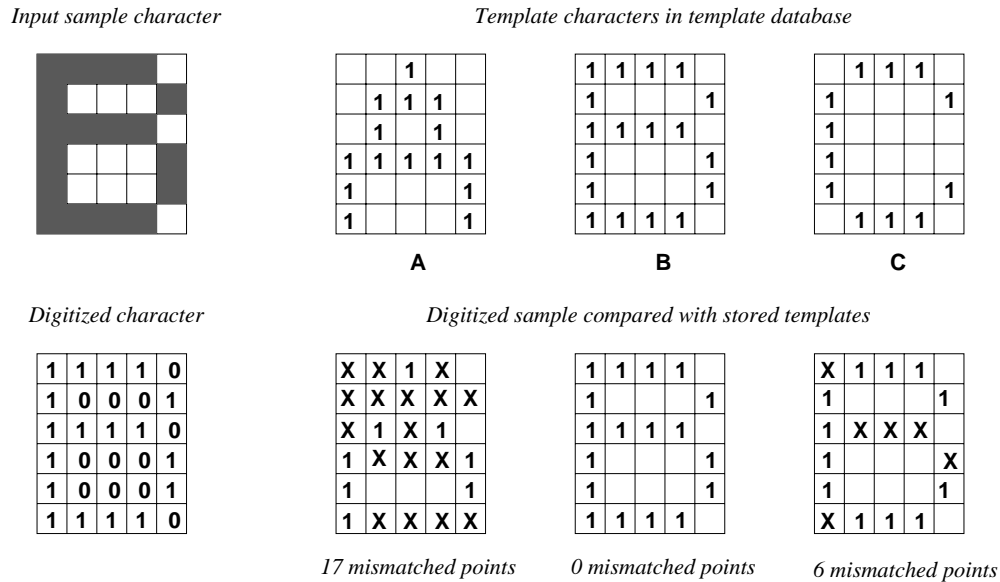 Input sample character
Template characters in template database
1
1 1 1
1 1
1 1 1 1 1
1 1
1 1
A
1 1 1 1
1 1
1 1 1 1
1 1
1 1
1 1 1 1
B
1 1 1
1 1
1
1
1 1
1 1 1
C
Digitized character
Digitized sample compared with stored templates
1 1 1 1 0
1 0 0 0 1
1 1 1 1 0
1 0 0 0 1
1 0 0 0 1
1 1 1 1 0
X X 1 X
X X X X X
X 1 X 1
1 X X X 1
1 1
1 X X X X
17 mismatched points
1 1 1 1
1 1
1 1 1 1
1 1
1 1
1 1 1 1
0 mismatched points
X 1 1 1
1 1
1 X X X
1 X
1 1
X 1 1 1
6 mismatched points